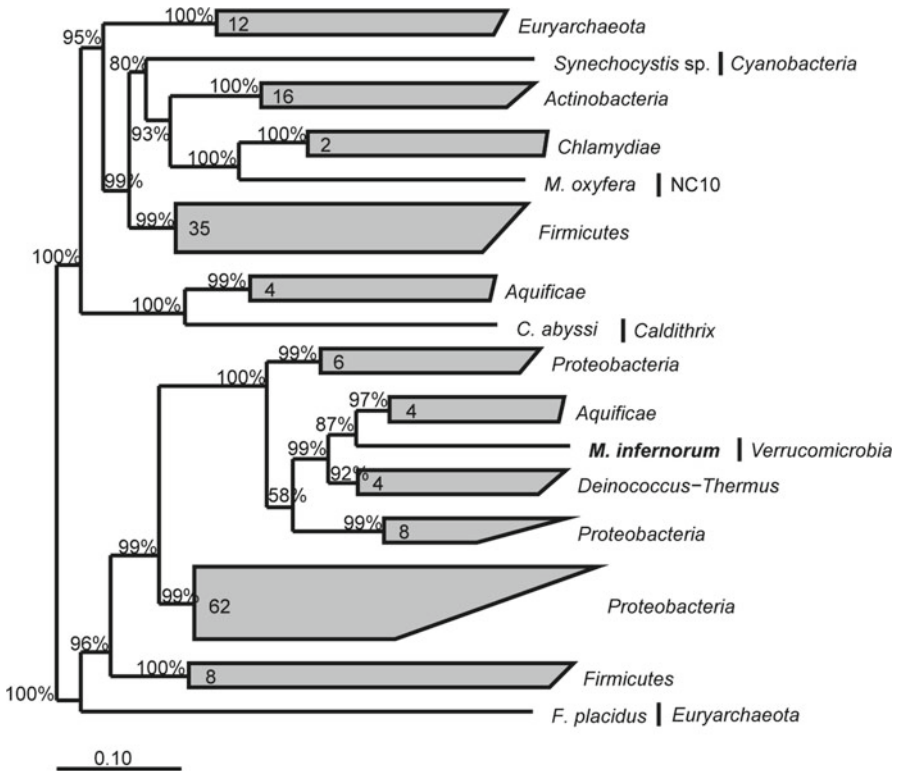 100% 12 Euryarchaeota
95%
80% Synechocystis sp. Cyanobacteria
100% 16 Actinobacteria
93% 100% 2 Chlamydiae
100% M. oxyfera NC10
99%
99% 35 Firmicutes
100%
99% 4 Aquificae
100% C. abyssi Caldithrix
99% 6 Proteobacteria
100%
97% 4 Aquificae
87%
99% M. infernorum Verrucomicrobia
92% 4 Deinococcus−Thermus
58%
99% 8 Proteobacteria
99%
99% 62 Proteobacteria
96%
100% 8 Firmicutes
100%
F. placidus Euryarchaeota
0.10